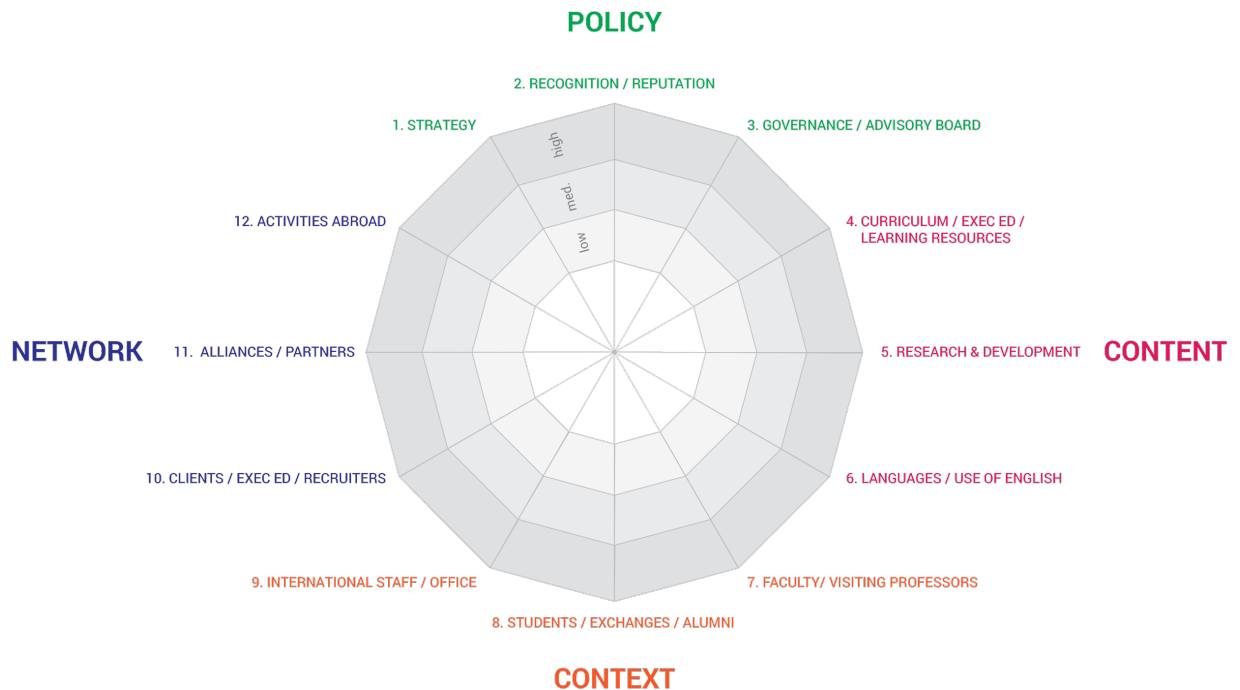 POLICY
2. RECOGNITION / REPUTATION
1. STRATEGY
3. GOVERNANCE / ADVISORY BOARD
high
med.
low
12. ACTIVITIES ABROAD
4. CURRICULUM / EXEC ED /
LEARNING RESOURCES
NETWORK
11. ALLIANCES / PARTNERS
5. RESEARCH & DEVELOPMENT
CONTENT
10. CLIENTS / EXEC ED / RECRUITERS
6. LANGUAGES / USE OF ENGLISH
9. INTERNATIONAL STAFF / OFFICE
7. FACULTY/ VISITING PROFESSORS
8. STUDENTS / EXCHANGES / ALUMNI
CONTEXT